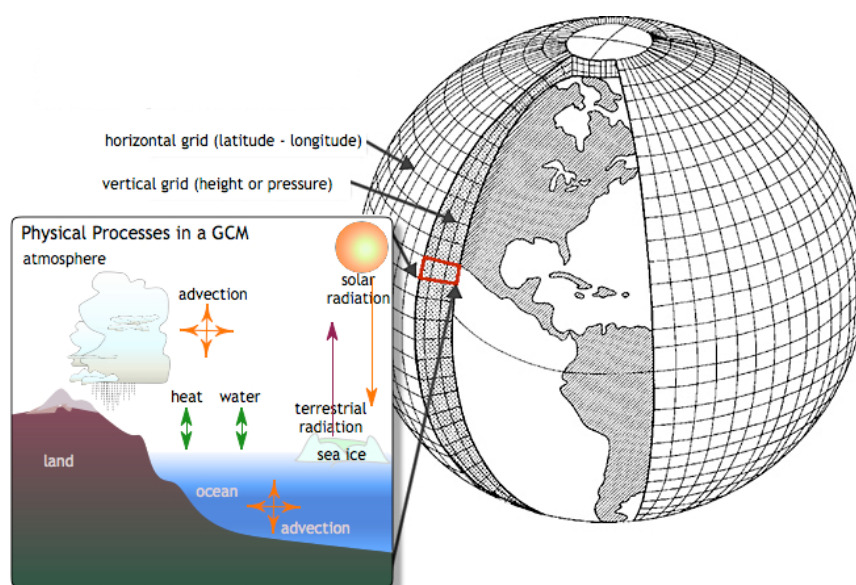 horizontal grid (latitude - longitude)
vertical grid (height or pressure)
Physical Processes in a GCM
atmosphere
advection
solar
radiation
heat
water
terrestrial
radiation
sea ice
land
ocean
advection